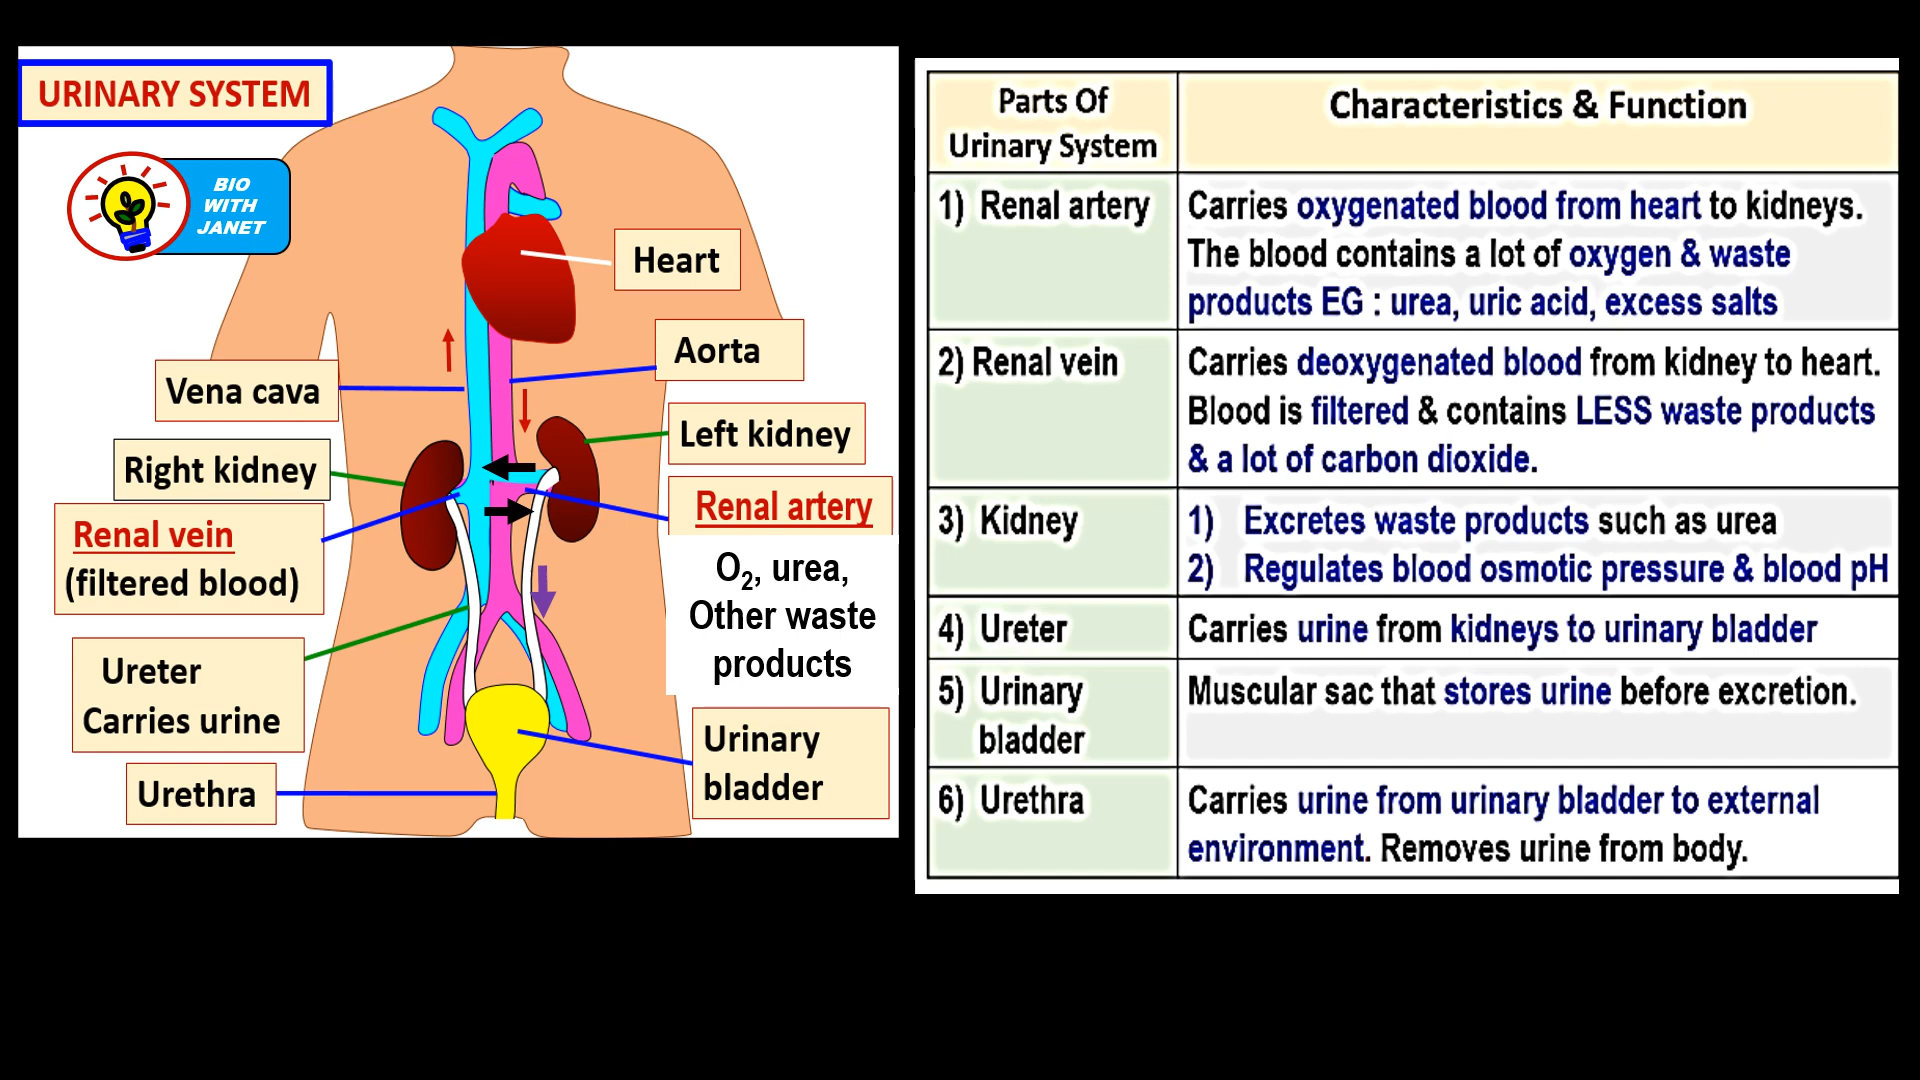 URINARY SYSTEM
BIO
WITH
JANET
Heart
Aorta
Vena cava
Left kidney
Right kidney
Renal artery
Renal vein
(filtered blood)
O₂, urea,
Other waste
products
Ureter
Carries urine
Urinary
bladder
Urethra
Parts Of
Urinary System
Characteristics & Function
1) Renal artery
Carries oxygenated blood from heart to kidneys.
The blood contains a lot of oxygen & waste
products EG : urea, uric acid, excess salts
2) Renal vein
Carries deoxygenated blood from kidney to heart.
Blood is filtered & contains LESS waste products
& a lot of carbon dioxide.
3) Kidney
1) Excretes waste products such as urea
2) Regulates blood osmotic pressure & blood pH
4) Ureter
Carries urine from kidneys to urinary bladder
5) Urinary
bladder
Muscular sac that stores urine before excretion.
6) Urethra
Carries urine from urinary bladder to external
environment. Removes urine from body.